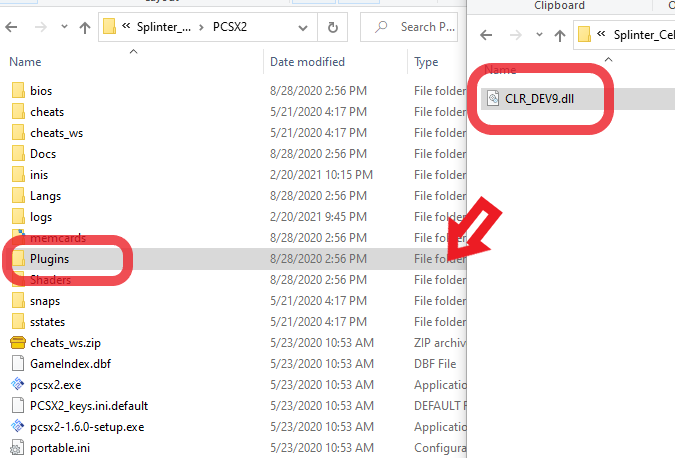 Clipboard
« Splinter_... > PCSX2
Search P...
« Splinter_Cel
Name Date modified Type
Name
bios 8/28/2020 2:56 PM File folder
CLR_DEV9.dll
cheats 5/21/2020 4:17 PM File folder
cheats_ws 5/21/2020 4:17 PM File folder
Docs 8/28/2020 2:56 PM File folder
inis 2/20/2021 10:15 PM File folder
Langs 8/28/2020 2:56 PM File folder
logs 2/20/2021 9:45 PM File folder
memcards 8/28/2020 2:56 PM File folder
Plugins 8/28/2020 2:56 PM File folder
Shaders 8/28/2020 2:56 PM File folder
snaps 5/21/2020 4:17 PM File folder
sstates 5/21/2020 4:17 PM File folder
cheats_ws.zip 5/23/2020 10:53 AM ZIP archiv
GameIndex.dbf 5/23/2020 10:53 AM DBF File
pcsx2.exe 5/23/2020 10:53 AM Applicatio
PCSX2_keys.ini.default 5/23/2020 10:53 AM DEFAULT F
pcsx2-1.6.0-setup.exe 5/23/2020 10:53 AM Applicatio
portable.ini 5/23/2020 10:53 AM Configura